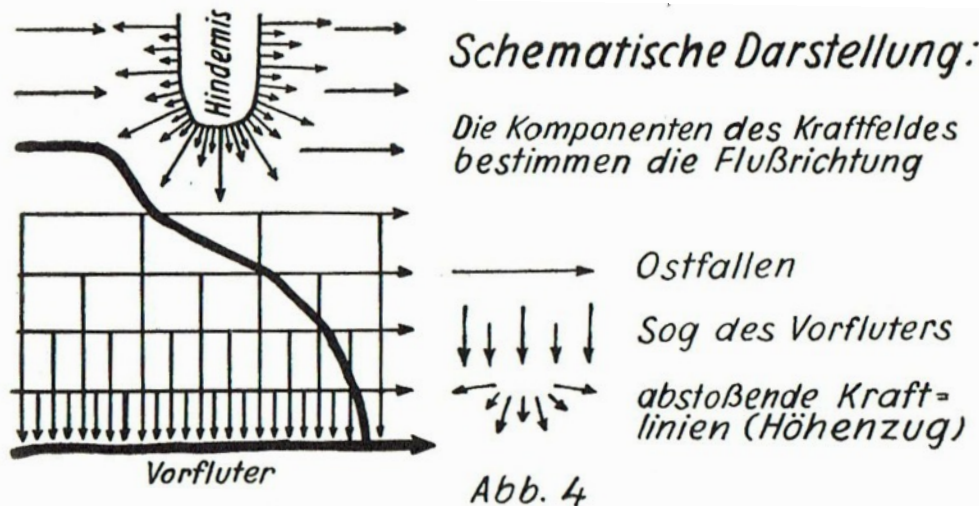 Hindernis
Schematische Darstellung:
Die Komponenten des Kraftfeldes
bestimmen die Flußrichtung
Ostfallen
Sog des Vorfluters
abstoßende Kraft=
linien (Höhenzug)
Vorfluter
Abb. 4